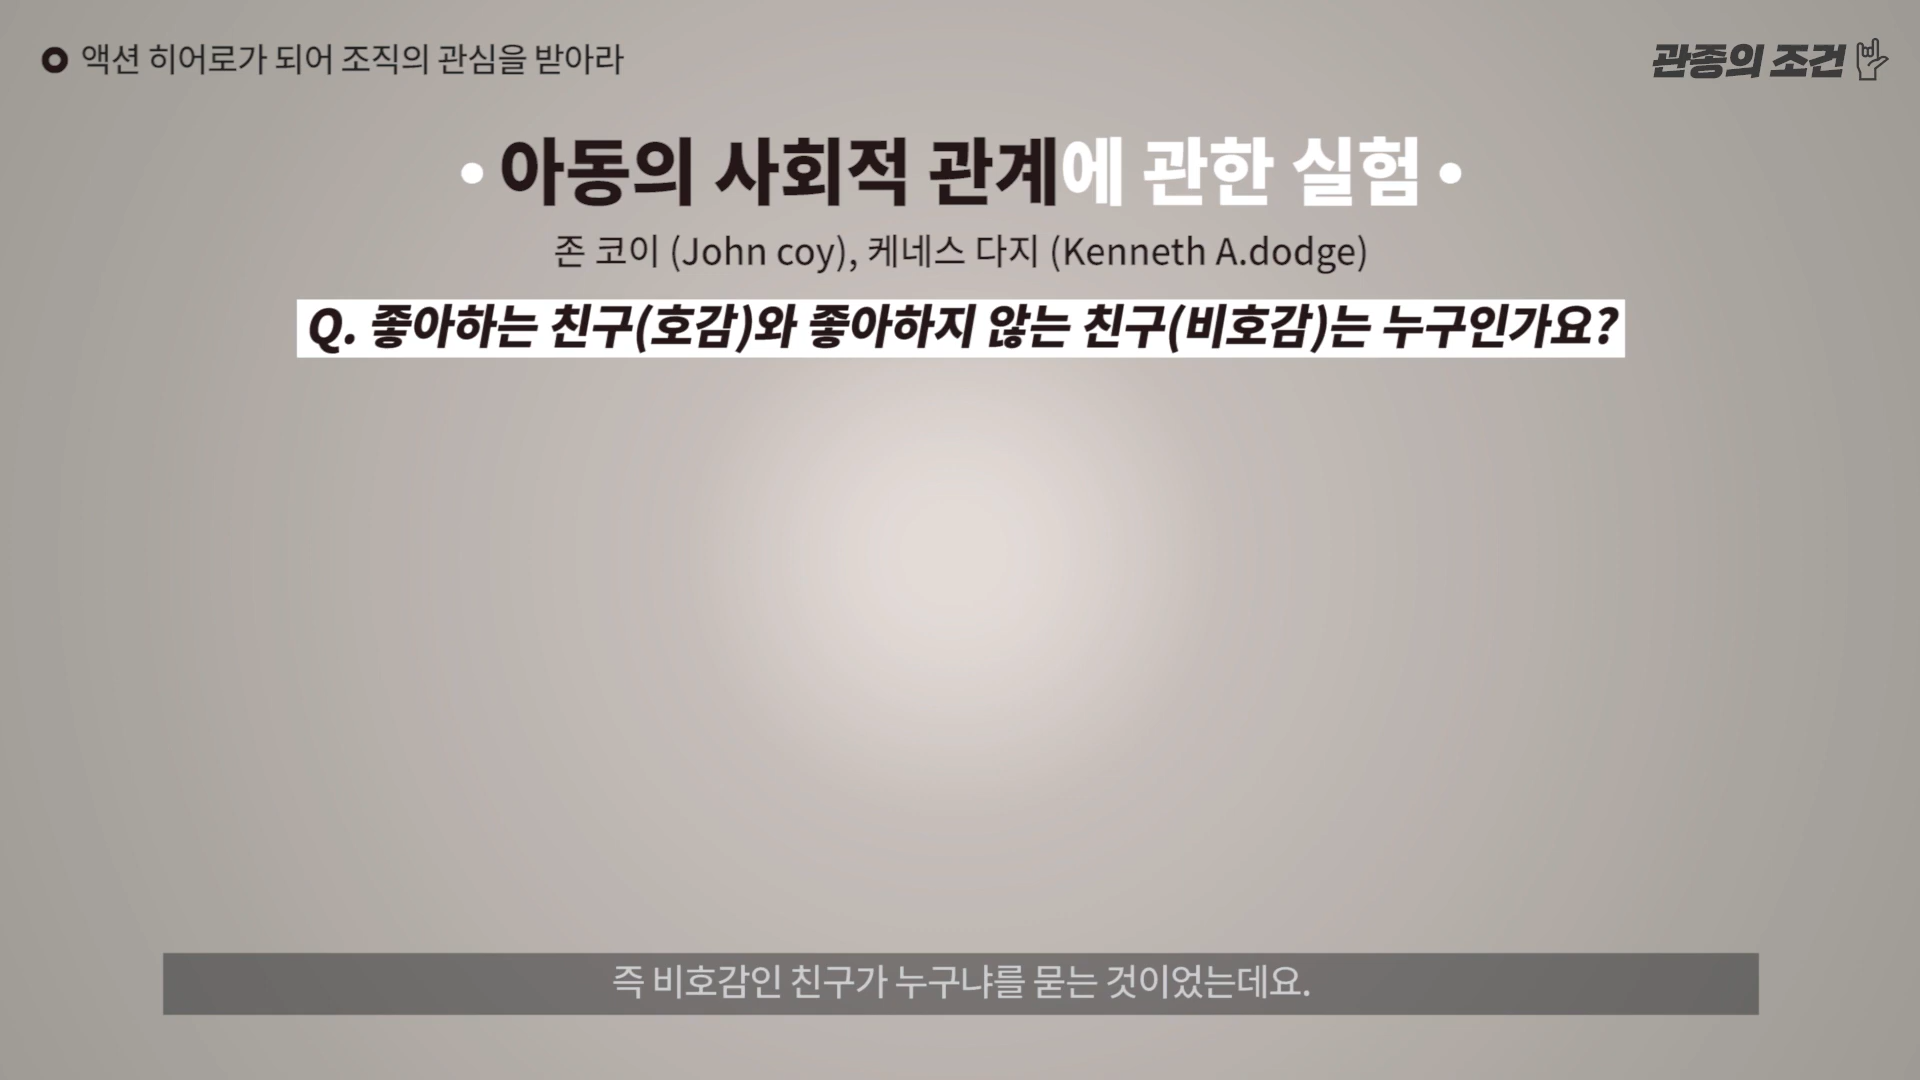 액션 히어로가 되어 조직의 관심을 받아라
관종의 조건
• 아동의 사회적 관계에 관한 실험 •
존 코이 (John coy), 케네스 다지 (Kenneth A.dodge)
Q. 좋아하는 친구(호감)와 좋아하지 않는 친구(비호감)는 누구인가요?
즉 비호감인 친구가 누구냐를 묻는 것이었는데요.